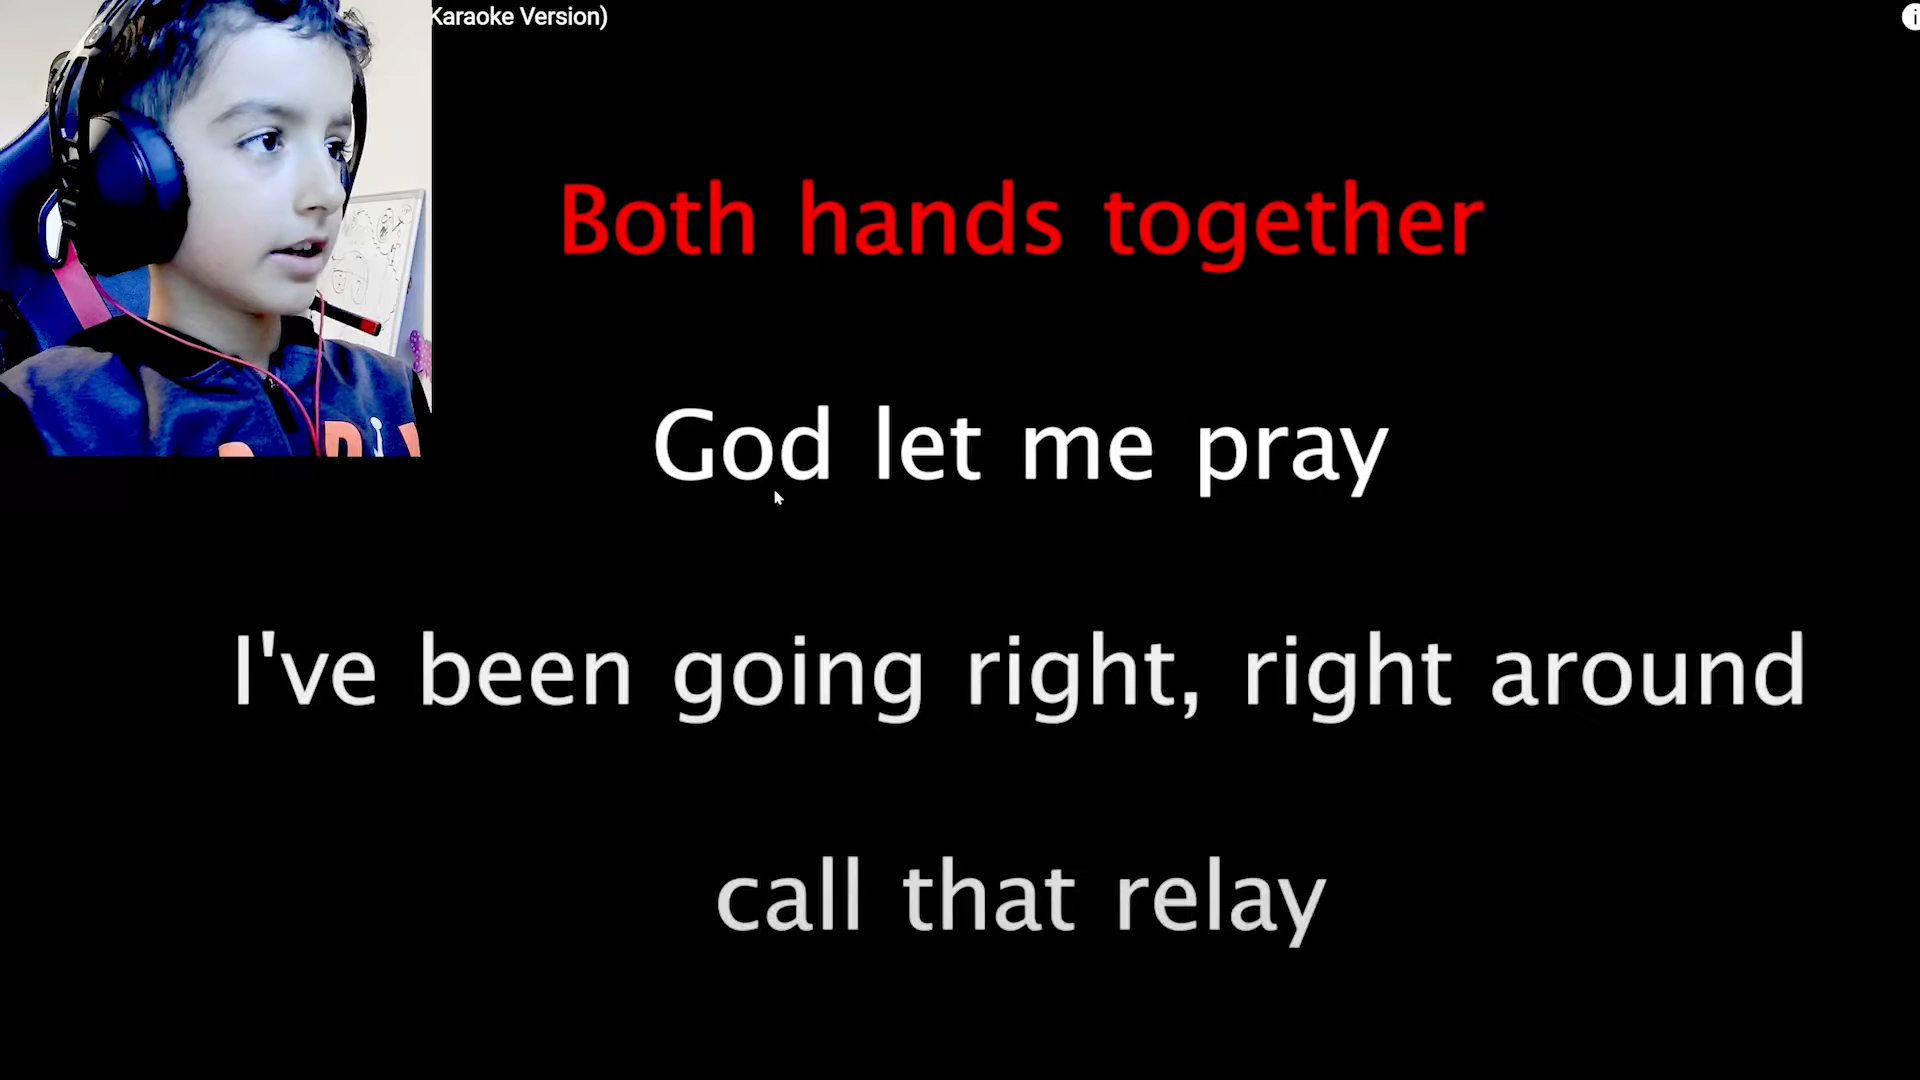 Karaoke Version)
Both hands together
God let me pray
I've been going right, right around
call that relay